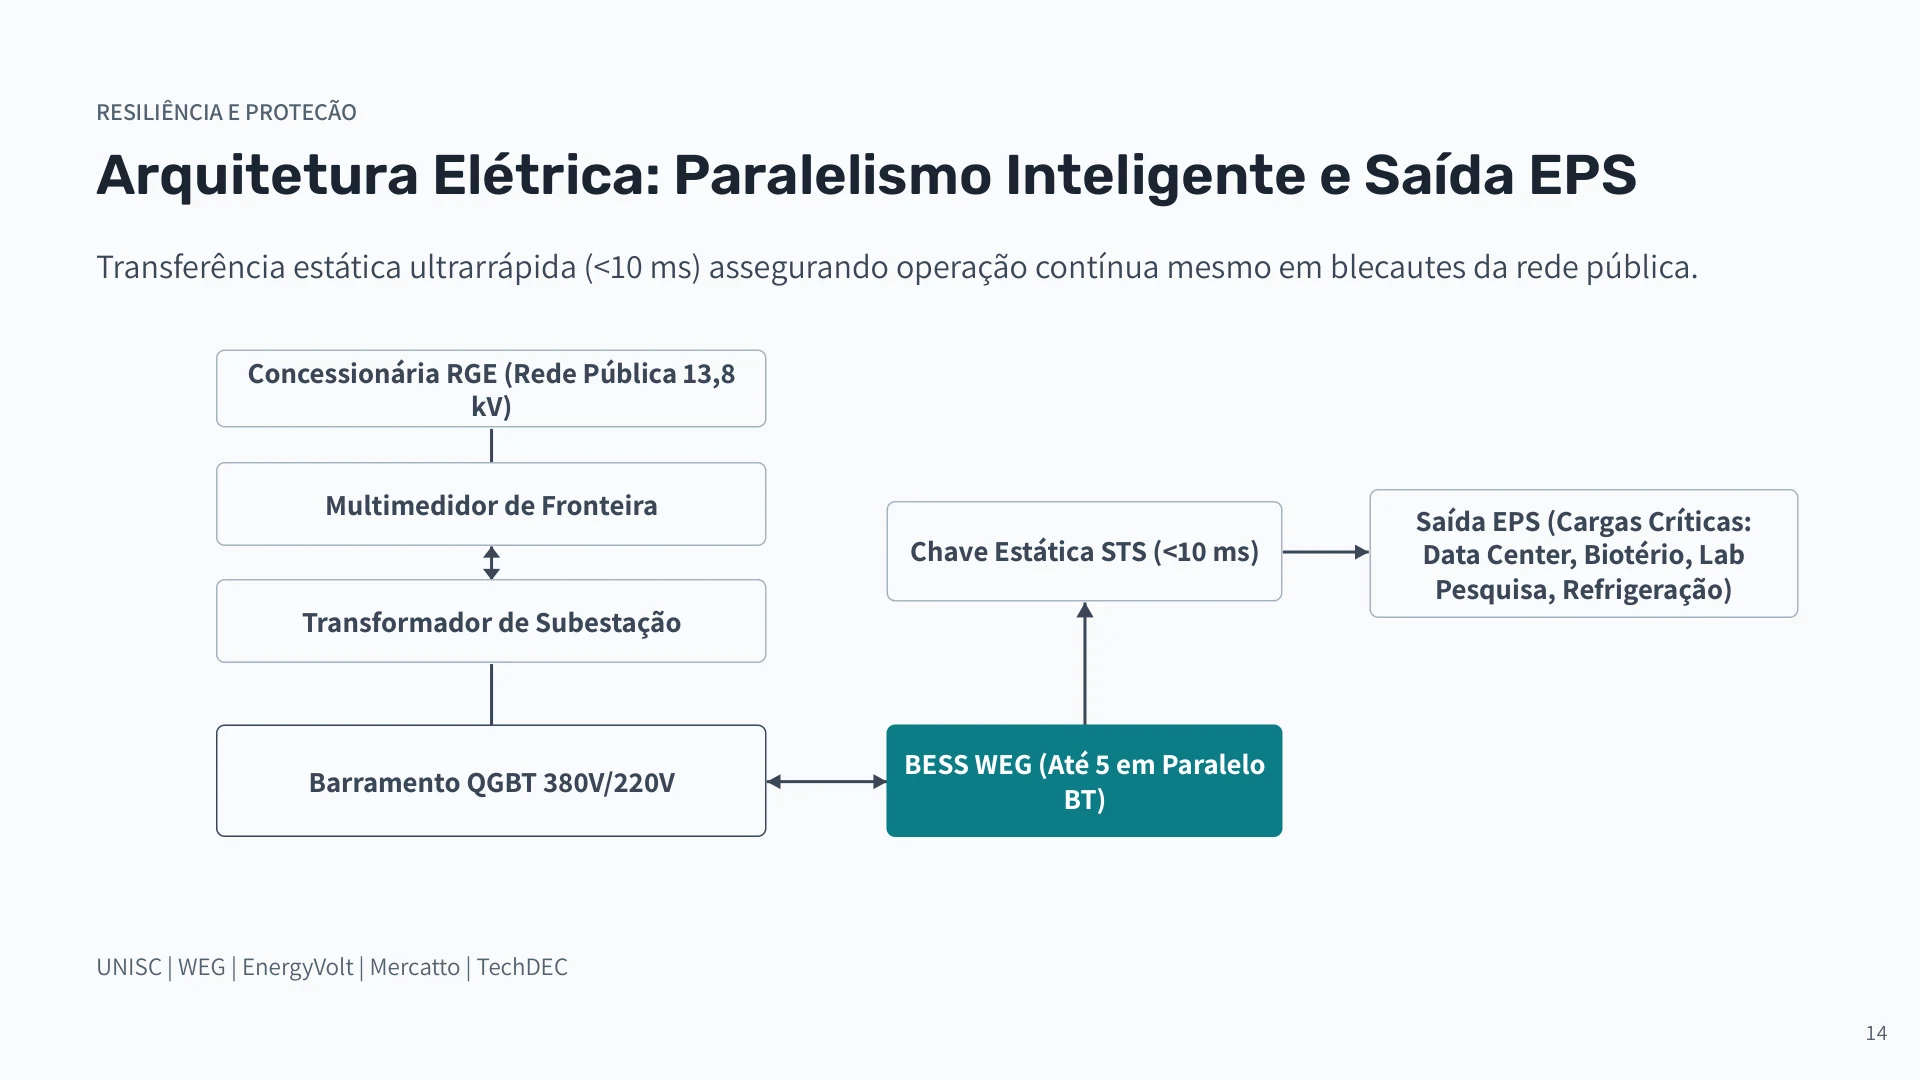 RESILIÊNCIA E PROTECÃO
Arquitetura Elétrica: Paralelismo Inteligente e Saída EPS
Transferência estática ultrarrápida (<10 ms) assegurando operação contínua mesmo em blecautes da rede pública.
Concessionária RGE (Rede Pública 13,8
kV)
Multimedidor de Fronteira
Transformador de Subestação
Barramento QGBT 380V/220V
Chave Estática STS (<10 ms)
BESS WEG (Até 5 em Paralelo
BT)
Saída EPS (Cargas Críticas:
Data Center, Biotério, Lab
Pesquisa, Refrigeração)
UNISC | WEG | EnergyVolt | Mercatto | TechDEC
14